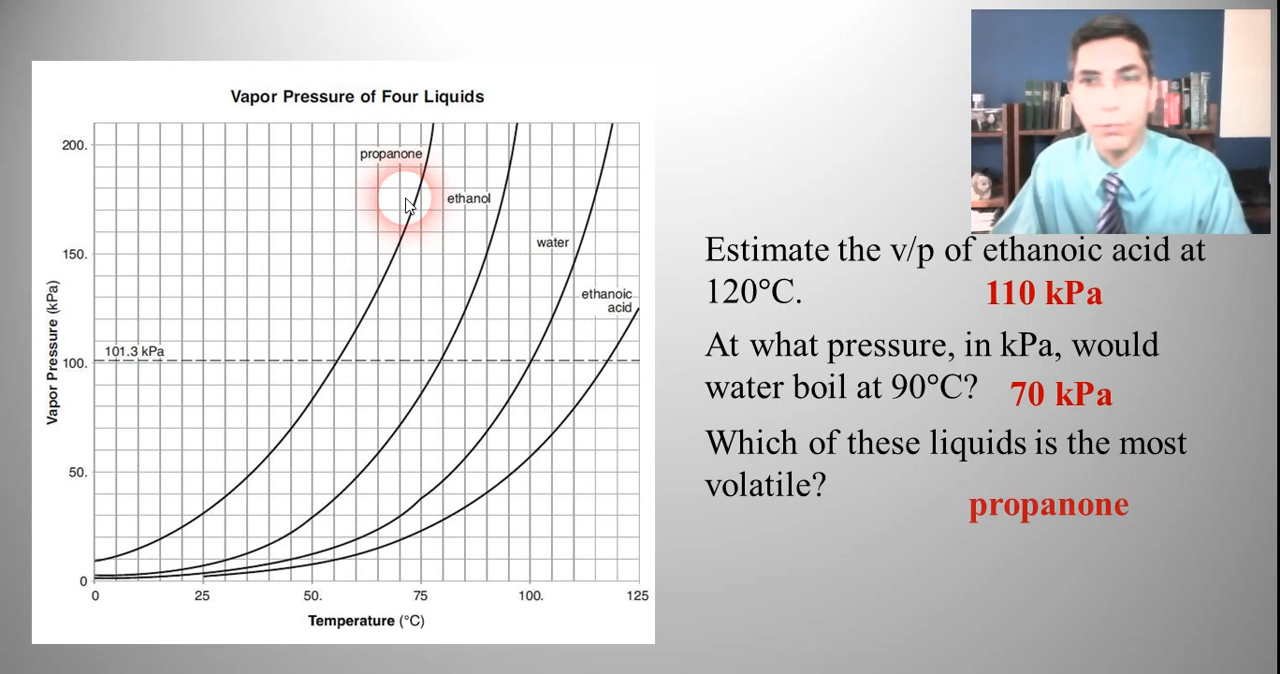 Vapor Pressure of Four Liquids
200.
150.
100.
50.
0
Vapor Pressure (kPa)
propanone
ethanol
water
ethanoic
acid
101.3 kPa
0 25 50. 75 100. 125
Temperature (°C)
Estimate the v/p of ethanoic acid at
120°C. 110 kPa
At what pressure, in kPa, would
water boil at 90°C? 70 kPa
Which of these liquids is the most
volatile?
propanone